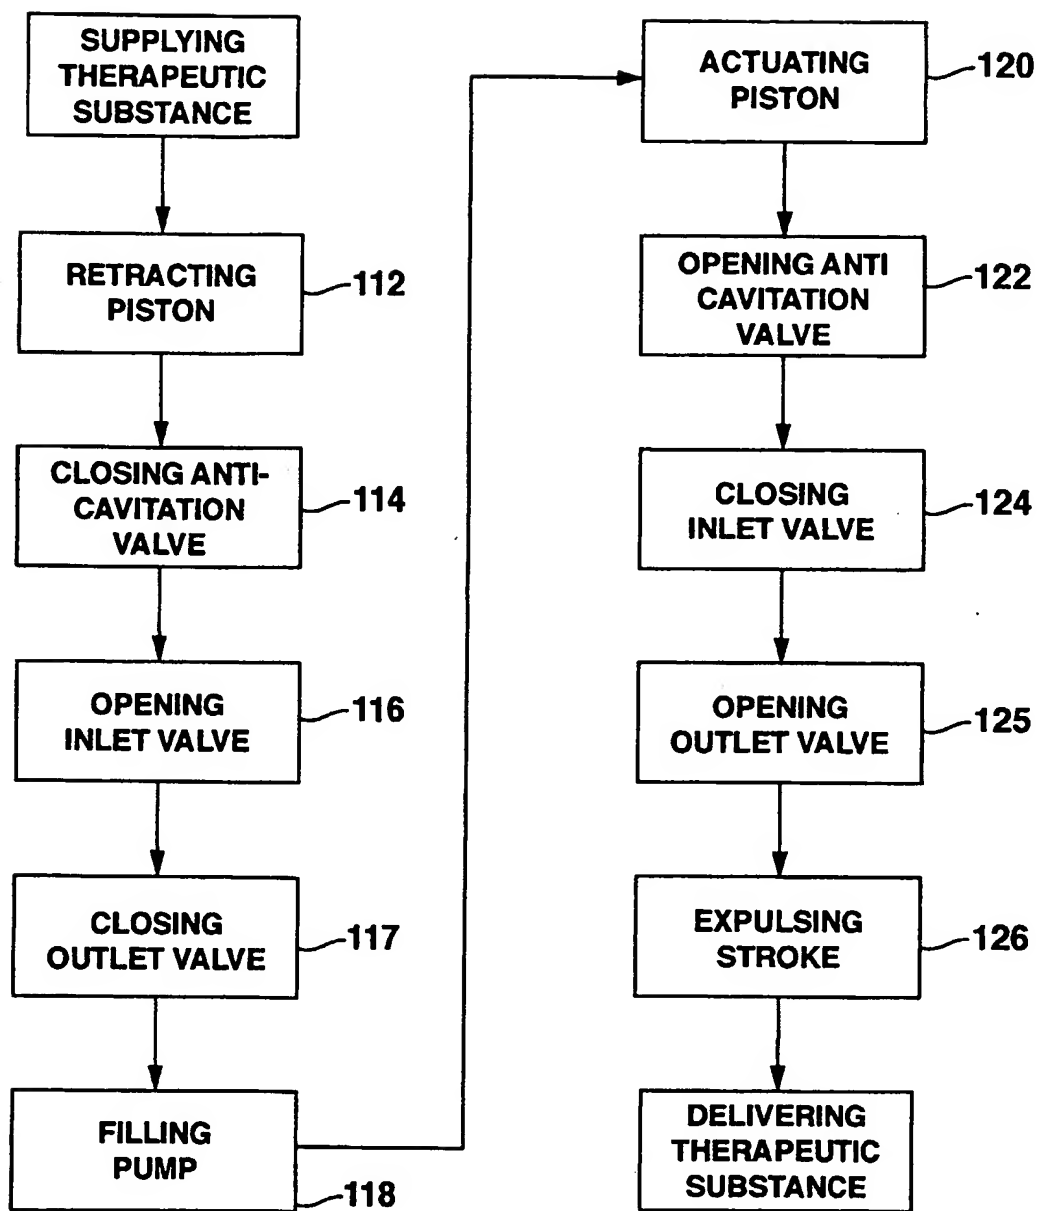 SUPPLYING
THERAPEUTIC
SUBSTANCE
RETRACTING
PISTON
112
CLOSING ANTI-
CAVITATION
VALVE
114
OPENING
INLET VALVE
116
CLOSING
OUTLET VALVE
117
FILLING
PUMP
118
ACTUATING
PISTON
120
OPENING ANTI
CAVITATION
VALVE
122
CLOSING
INLET VALVE
124
OPENING
OUTLET VALVE
125
EXPULSING
STROKE
126
DELIVERING
THERAPEUTIC
SUBSTANCE